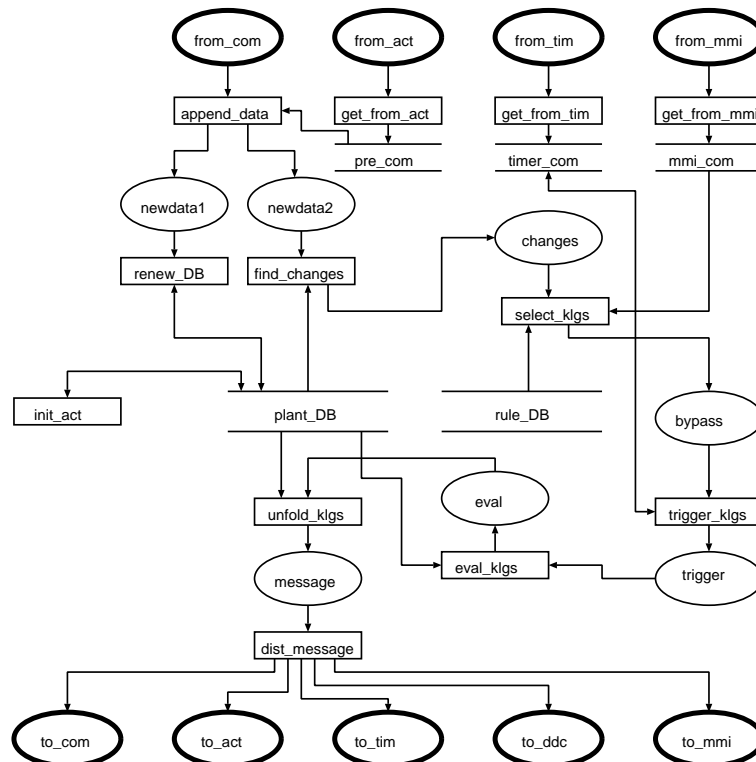 from_com
from_act
from_tim
from_mmi
append_data
get_from_act
get_from_tim
get_from_mmi
pre_com
timer_com
mmi_com
newdata1
newdata2
changes
renew_DB
find_changes
select_klgs
init_act
plant_DB
rule_DB
bypass
eval
unfold_klgs
trigger_klgs
message
eval_klgs
trigger
dist_message
to_com
to_act
to_tim
to_ddc
to_mmi